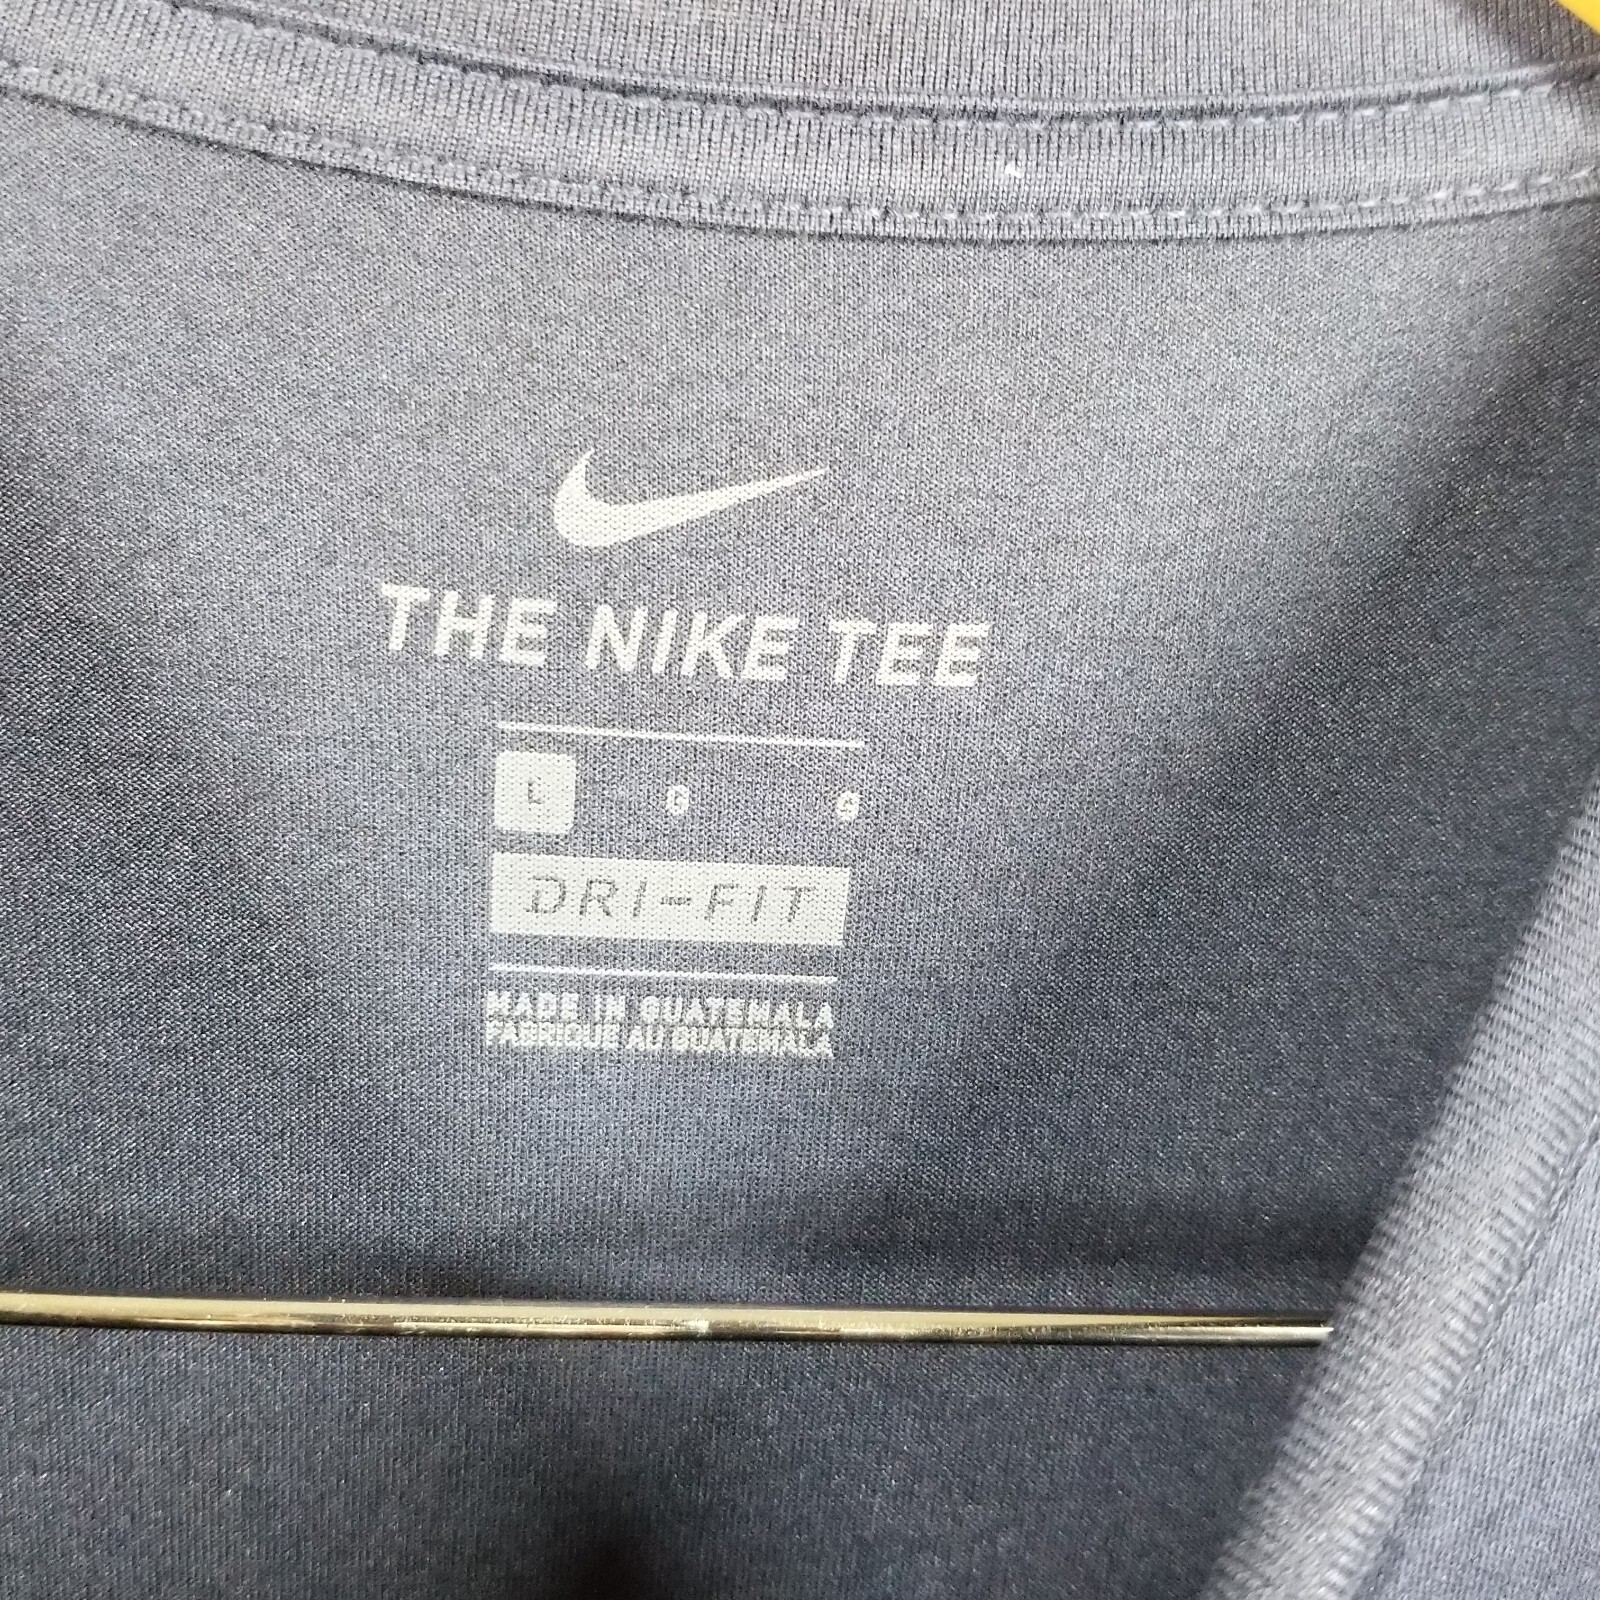 THE NIKE TEE
L G G
DRI-FIT
MADE IN GUATEMALA
FABRIQUE AU GUATEMALA